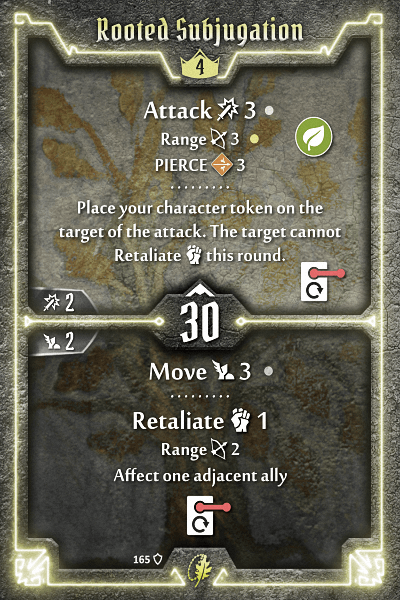 Rooted Subjugation
4
Attack 3
Range 3
PIERCE 3
Place your character token on the
target of the attack. The target cannot
Retaliate this round.
2
30
2
Move 3
Retaliate 1
Range 2
Affect one adjacent ally
165